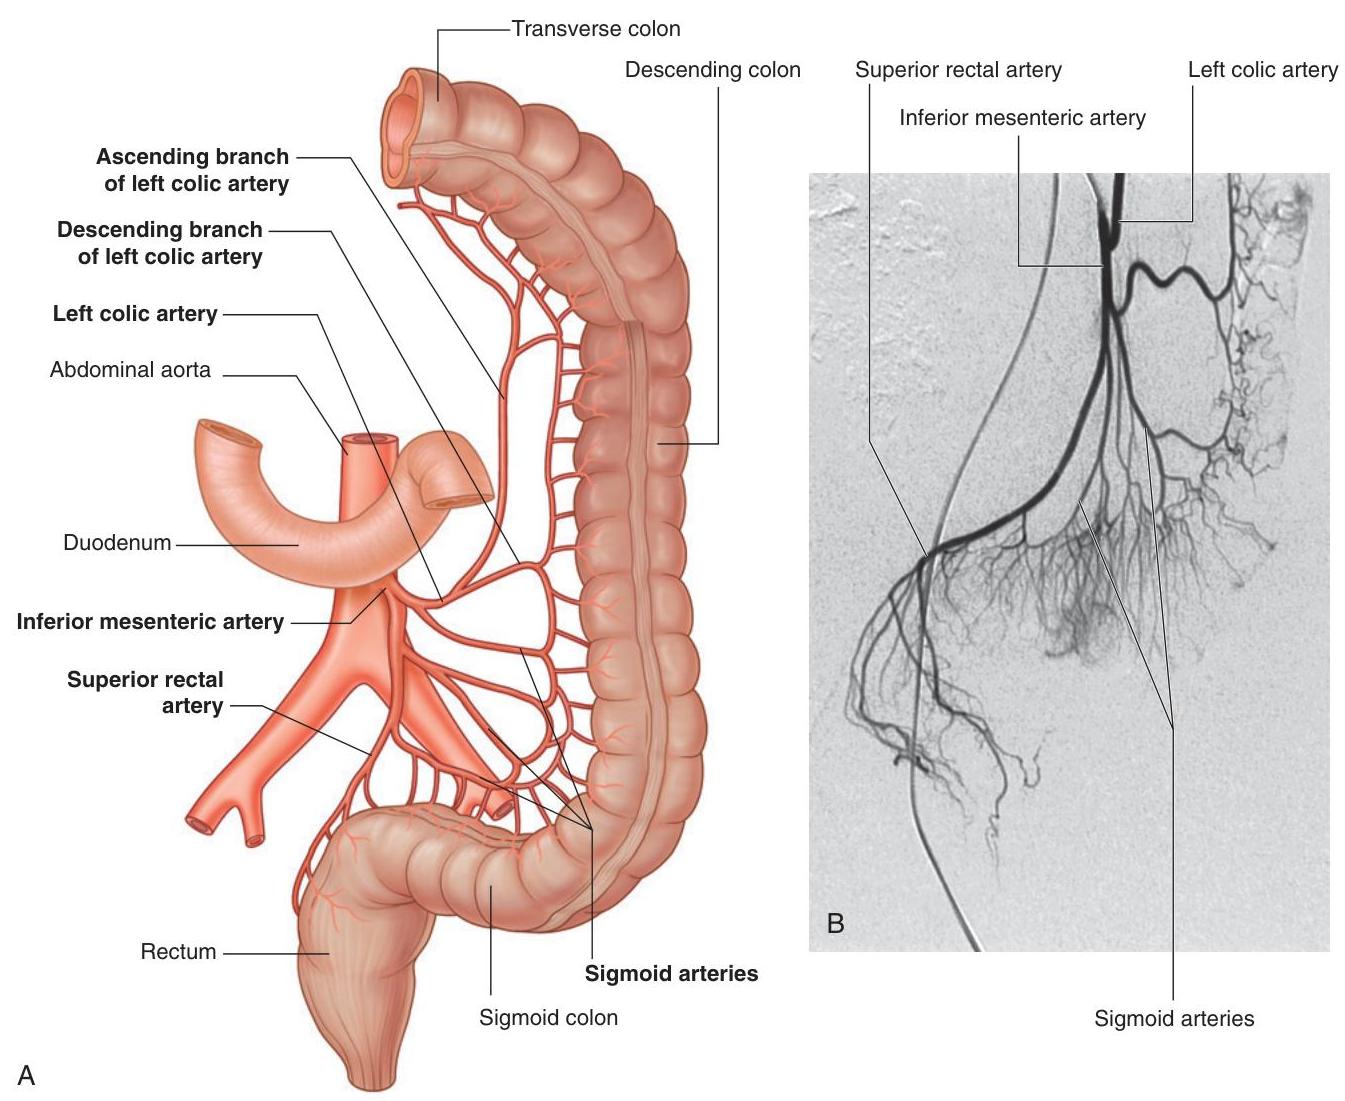 Transverse colon
Descending colon
Ascending branch
of left colic artery
Descending branch
of left colic artery
Left colic artery
Abdominal aorta
Duodenum
Inferior mesenteric artery
Superior rectal
artery
Rectum
Sigmoid arteries
Sigmoid colon
A
Superior rectal artery
Left colic artery
Inferior mesenteric artery
B
Sigmoid arteries